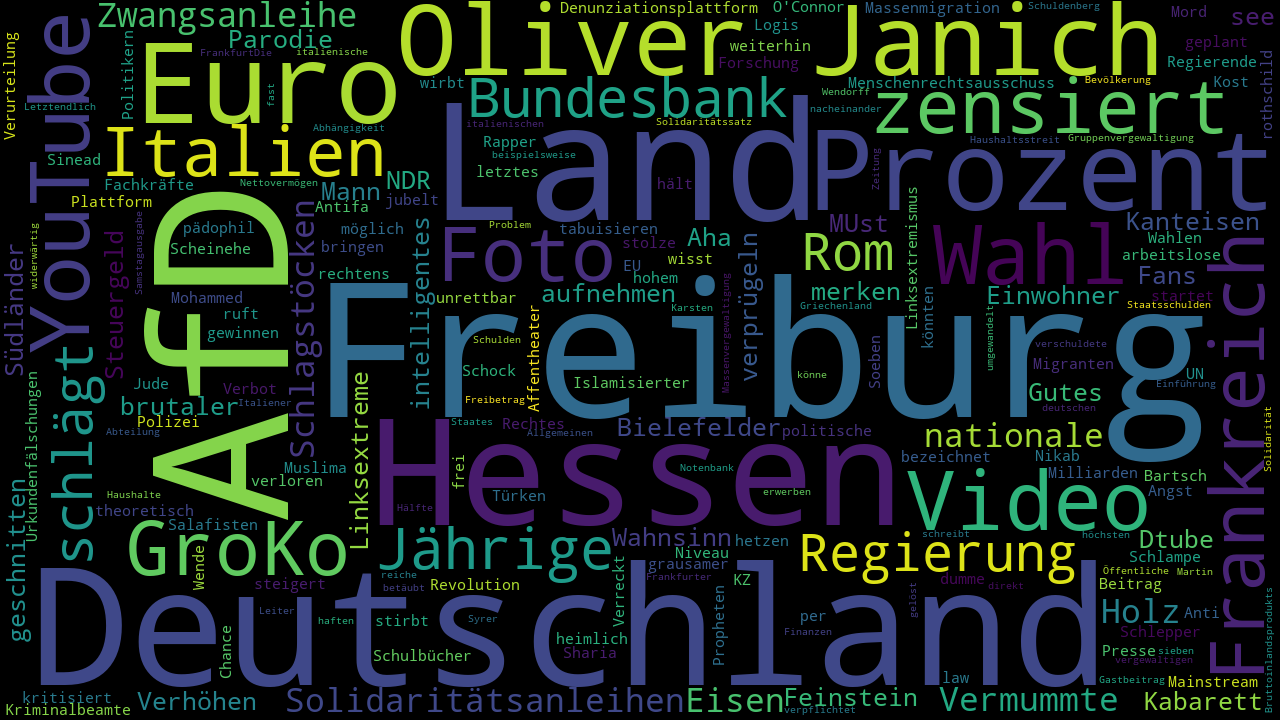 Zwangsanleihe
Oliver Janich
Denunziationsplattform
O'Connor
Massenmigration
Schuldenberg
Mord
see
Parodie
Logis
weiterhin
geplant
Verurteilung
YouTube
Politikern
FrankfurtDie
italienische
Euro
fast
Forschung
Regierende
Letztendlich
wirbt
Bundesbank
Menschenrechtsausschuss
Bevölkerung
Kost
rothschild
Wendorff
nacheinander
zensiert
Italien
Abhängigkeit
italienischen
Land
Solidaritätssatz
Haushaltsstreit
Gruppenvergewaltigung
Prozent
Sinead
Rapper
beispielsweise
letztes
Zeitung
Fachkräfte
Nettovermögen
Mann
NDR
jubelt
hält
Plattform
Antifa
AfD
pädophil
möglich
Scheinehe
bringen
Samstagsausgabe
widerwärtig
Südländer
Steuergeld
Schlagstöcken
intelligentes
Problem
tabuisieren
Foto
stolze
Aha
wisst
EU
hohem
verprügeln
MUst
Rom
Linksextremismus
Wahl
Kanteisen
Wahlen
arbeitslose
Fans
Frankreich
rechtens
Mohammed
ruft
gewinnen
unrettbar
aufnehmen
Karsten
merken
Griechenland
Einwohner
startet
Staatsschulden
Freiburg
Affentheater
Massenvergewaltigung
Schulden
Soeben
könnten
umgewandelt
verschuldete
Migranten
UN
Einführung
schlägt
Jude
Verbot
Schock
Islamisierter
könne
Gutes
deutschen
brutaler
Italiener
Freibetrag
Polizei
Abteilung
Linksextreme
Staates
Rechtes
Allgemeinen
Bielefelder
politische
nationale
Solidarität
Urkundenfälschungen
Muslima
Hessen
frei
bezeichnet
Nikab
Milliarden
Bartsch
verloren
Notenbank
Haushalte
Türken
erwerben
Video
Angst
geschnitten
theoretisch
Salafisten
Hälfte
GroKo
Jährige
Wahnsinn
hetzen
Regierung
schreibt
höchsten
Dtube
Niveau
Schlampe
Wende
reiche
betäubt
grausamer
Frankfurter
KZ
dumme
direkt
Öffentliche
Martin
Beitrag
steigert
Revolution
Verreckt
Deutschland
Leiter
haften
stirbt
Syrer
Propheten
per
Finanzen
gelöst
Holz
Anti
Chance
heimlich
Sharia
Schlepper
Schulbücher
Presse
sieben
vergewaltigen
Bruttoinlandsprodukts
law
Gastbeitrag
Mainstream
kritisiert
Kriminalbeamte
Verhöhen
Solidaritätsanleihen
Eisen
Feinstein
verpflichtet
Vermummte
Kabarett